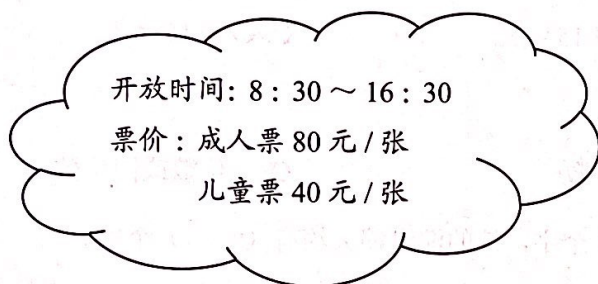 开放时间: 8 : 30 ～ 16 : 30
票价 : 成人票 80 元 / 张
儿童票 40 元 / 张